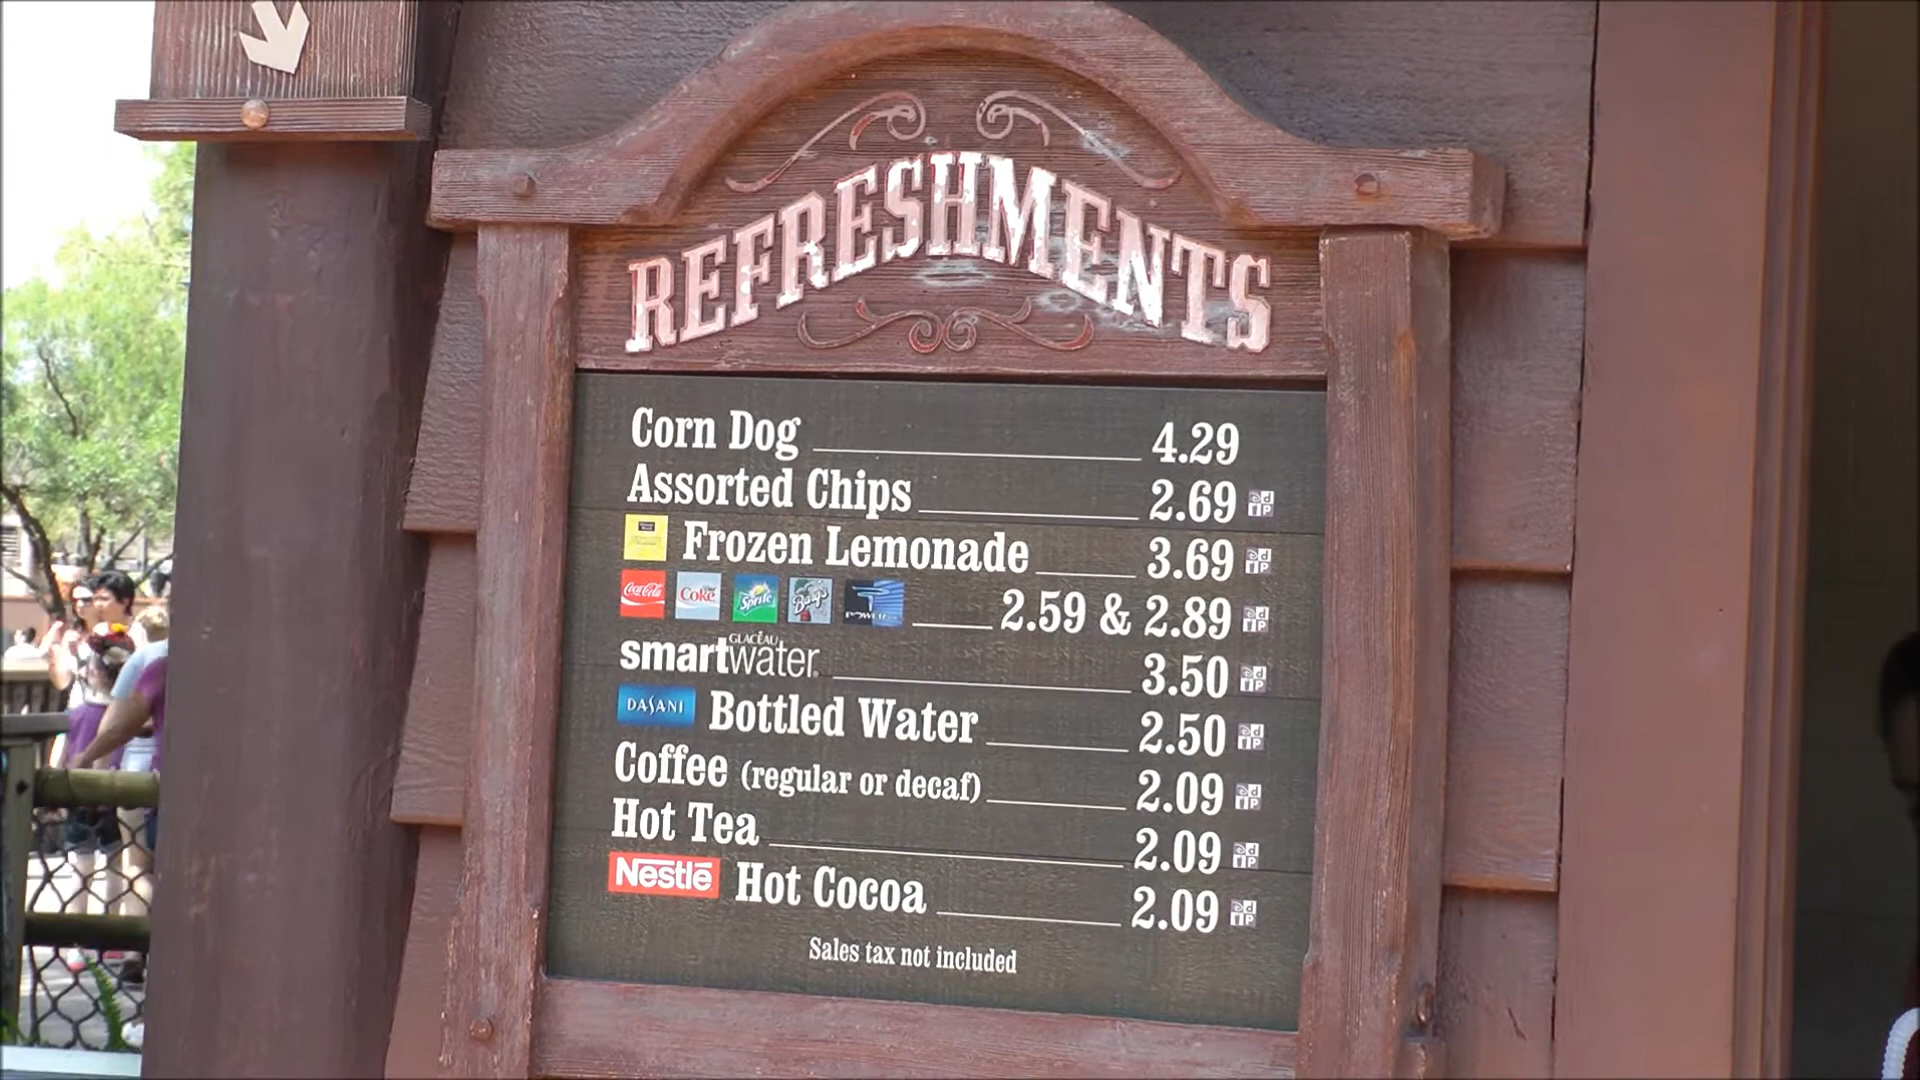 REFRESHMENTS
Corn Dog 4.29
Assorted Chips 2.69
Frozen Lemonade 3.69
Coca-Cola Coke Sprite Barq's 2.59 & 2.89
GLACÉAU
smartwater 3.50
DASANI Bottled Water 2.50
Coffee (regular or decaf) 2.09
Hot Tea 2.09
Nestlé Hot Cocoa 2.09
Sales tax not included